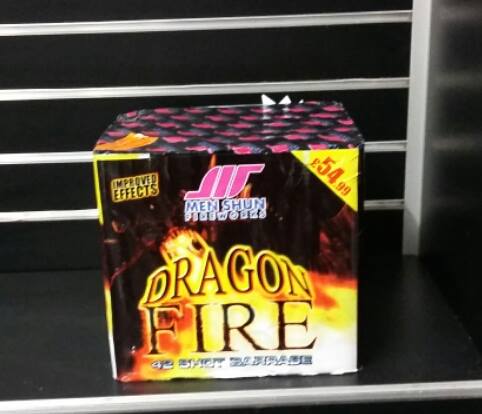 IMPROVED
EFFECTS
MEN SHUN
FIREWORKS
£54.99
DRAGON
FIRE
42 SHOT BARRAGE